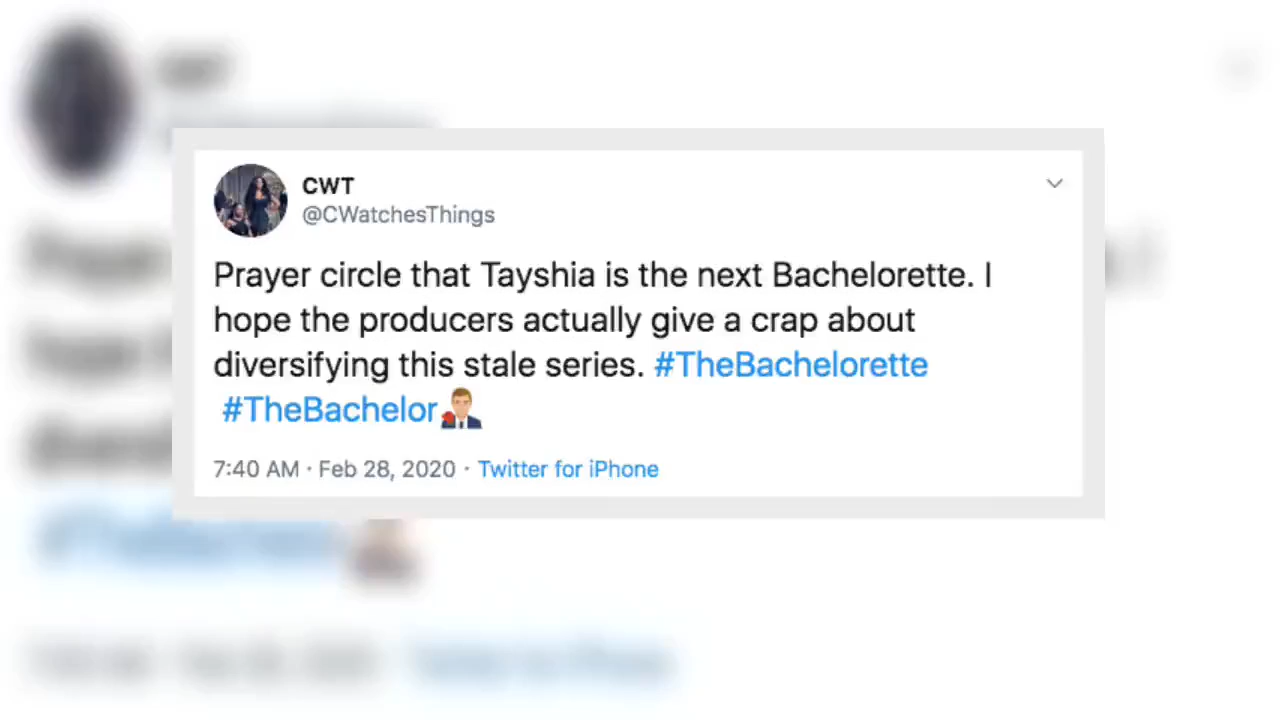 CWT
@CWatchesThings
Prayer circle that Tayshia is the next Bachelorette. I
hope the producers actually give a crap about
diversifying this stale series. #TheBachelorette
#TheBachelor
7:40 AM · Feb 28, 2020 · Twitter for iPhone